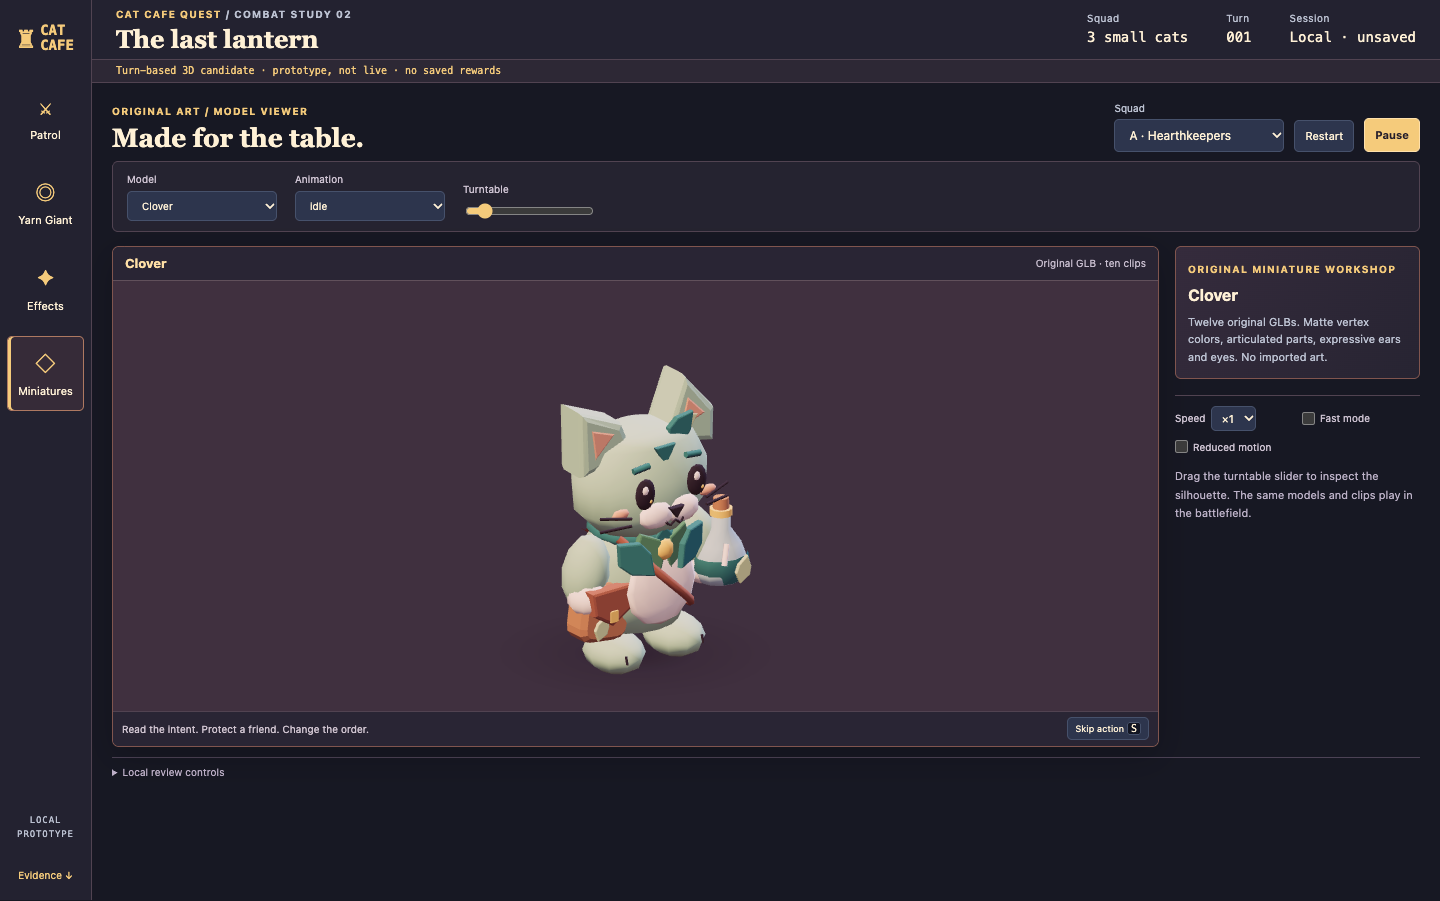 CAT
CAFE
CAT CAFE QUEST / COMBAT STUDY 02
The last lantern
Squad
3 small cats
Turn
001
Session
Local · unsaved
Turn-based 3D candidate · prototype, not live · no saved rewards
Patrol
Yarn Giant
Effects
Miniatures
LOCAL
PROTOTYPE
Evidence ↓
ORIGINAL ART / MODEL VIEWER
Made for the table.
Squad
A · Hearthkeepers
Restart
Pause
Model
Clover
Animation
idle
Turntable
Clover
Original GLB · ten clips
Read the intent. Protect a friend. Change the order.
Skip action S
ORIGINAL MINIATURE WORKSHOP
Clover
Twelve original GLBs. Matte vertex
colors, articulated parts, expressive ears
and eyes. No imported art.
Speed
×1
Fast mode
Reduced motion
Drag the turntable slider to inspect the
silhouette. The same models and clips play in
the battlefield.
Local review controls